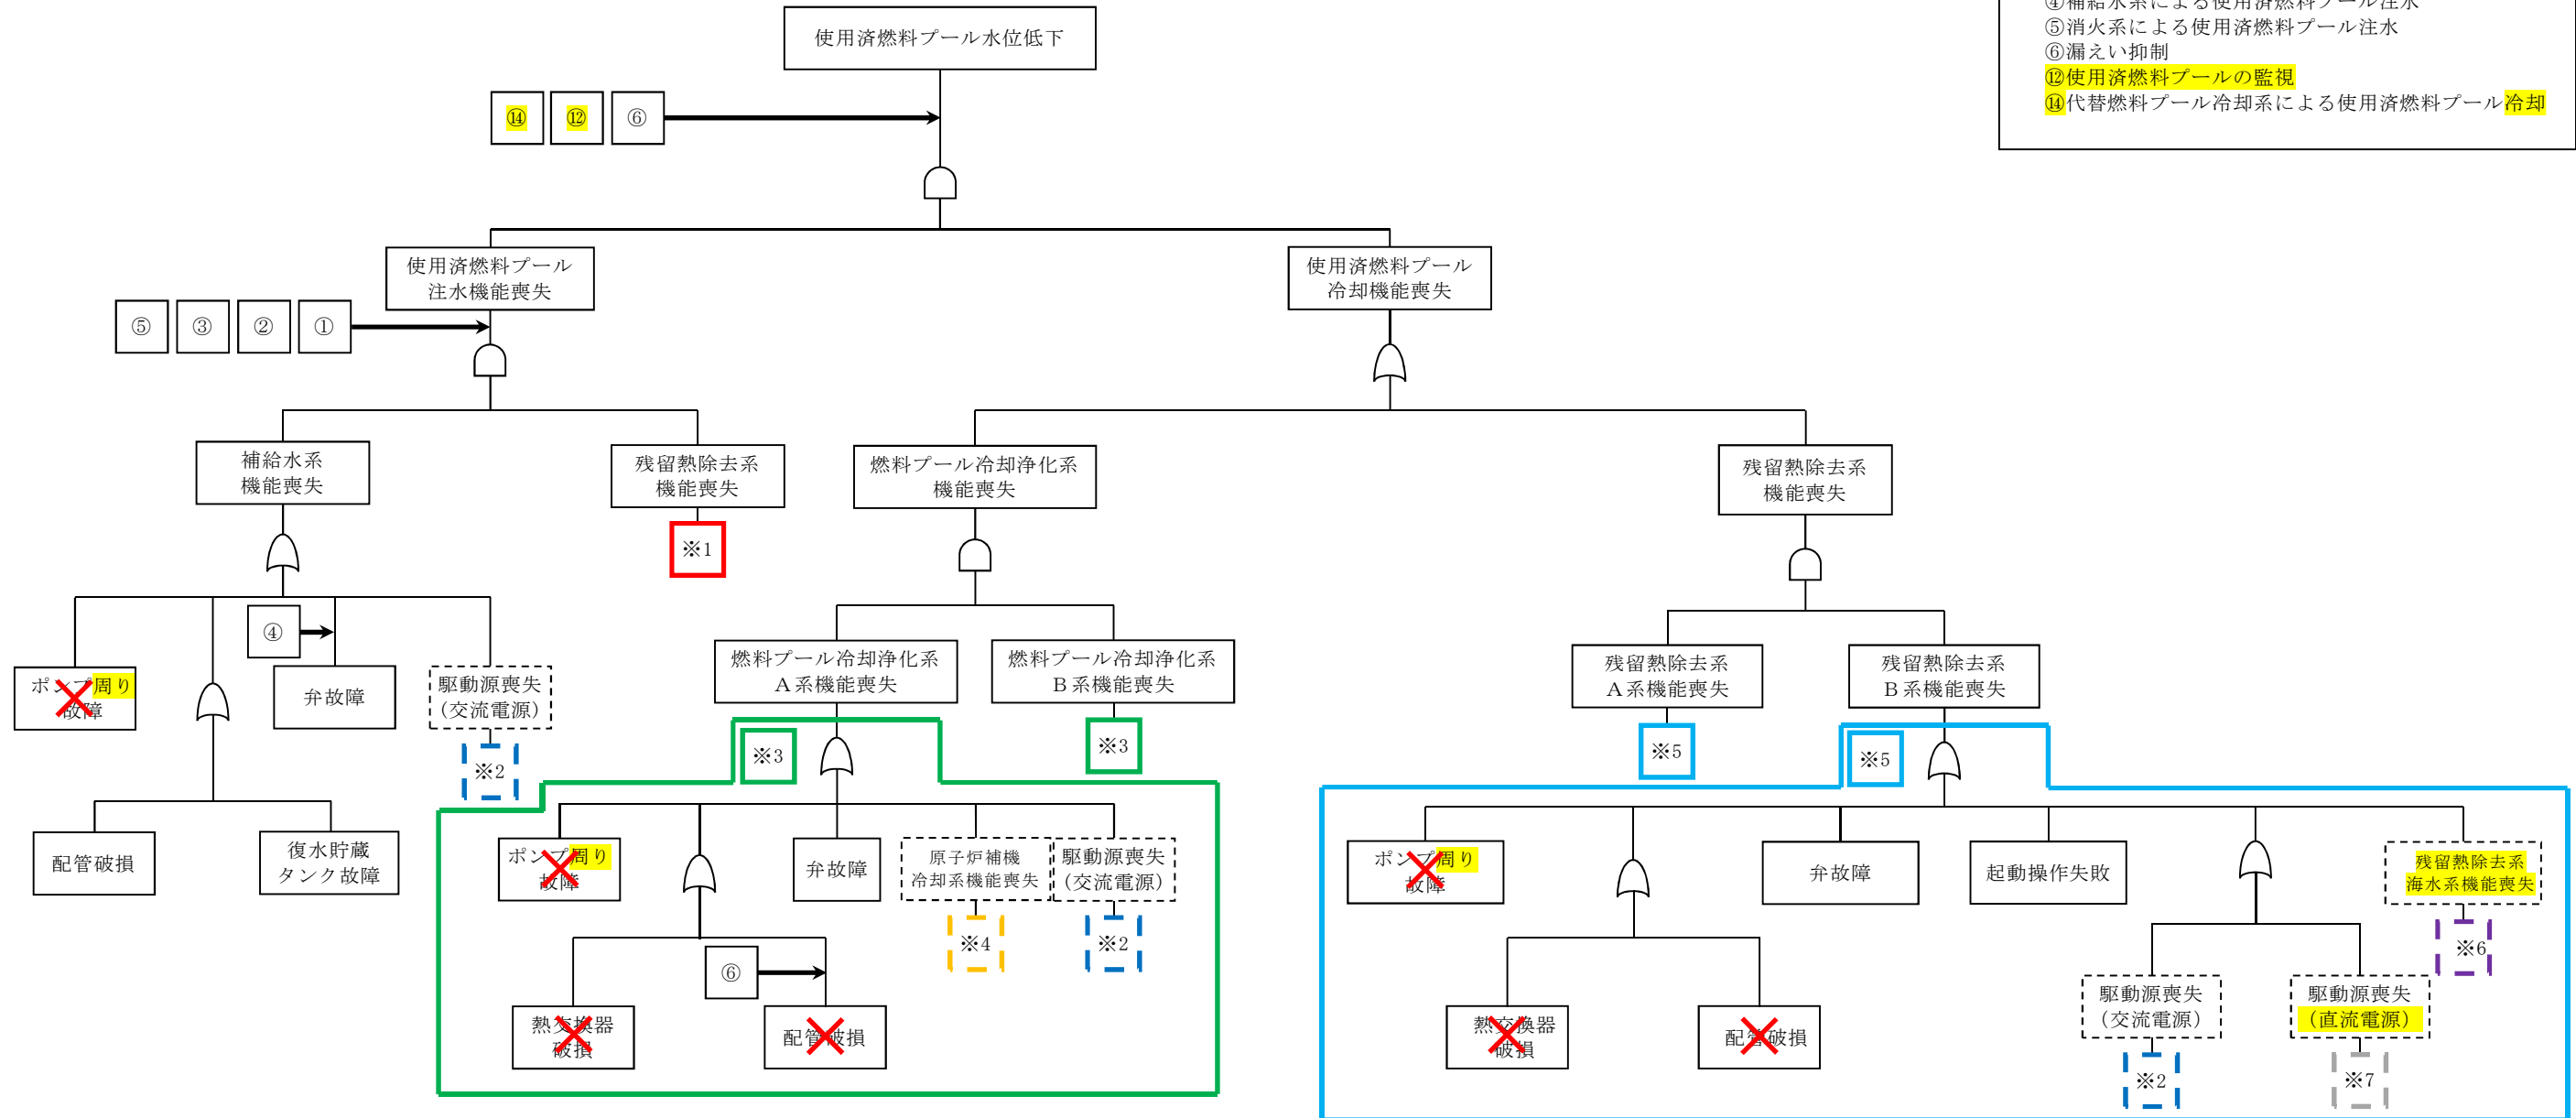 ④補給水系による使用済燃料プール注水
⑤消火系による使用済燃料プール注水
⑥漏えい抑制
⑫使用済燃料プールの監視
⑭代替燃料プール冷却系による使用済燃料プール冷却
使用済燃料プール水位低下
⑭
⑫
⑥
使用済燃料プール
注水機能喪失
使用済燃料プール
冷却機能喪失
⑤
③
②
①
補給水系
機能喪失
残留熱除去系
機能喪失
※1
燃料プール冷却浄化系
機能喪失
残留熱除去系
機能喪失
④
ポンプ周り
故障
弁故障
駆動源喪失
(交流電源)
※2
配管破損
復水貯蔵
タンク故障
燃料プール冷却浄化系
A系機能喪失
燃料プール冷却浄化系
B系機能喪失
※3
※3
ポンプ周り
故障
弁故障
原子炉補機
冷却系機能喪失
駆動源喪失
(交流電源)
※4
※2
⑥
熱交換器
破損
配管破損
残留熱除去系
A系機能喪失
残留熱除去系
B系機能喪失
※5
※5
ポンプ周り
故障
弁故障
起動操作失敗
残留熱除去系
海水系機能喪失
※6
熱交換器
破損
配管破損
駆動源喪失
(交流電源)
駆動源喪失
(直流電源)
※2
※7